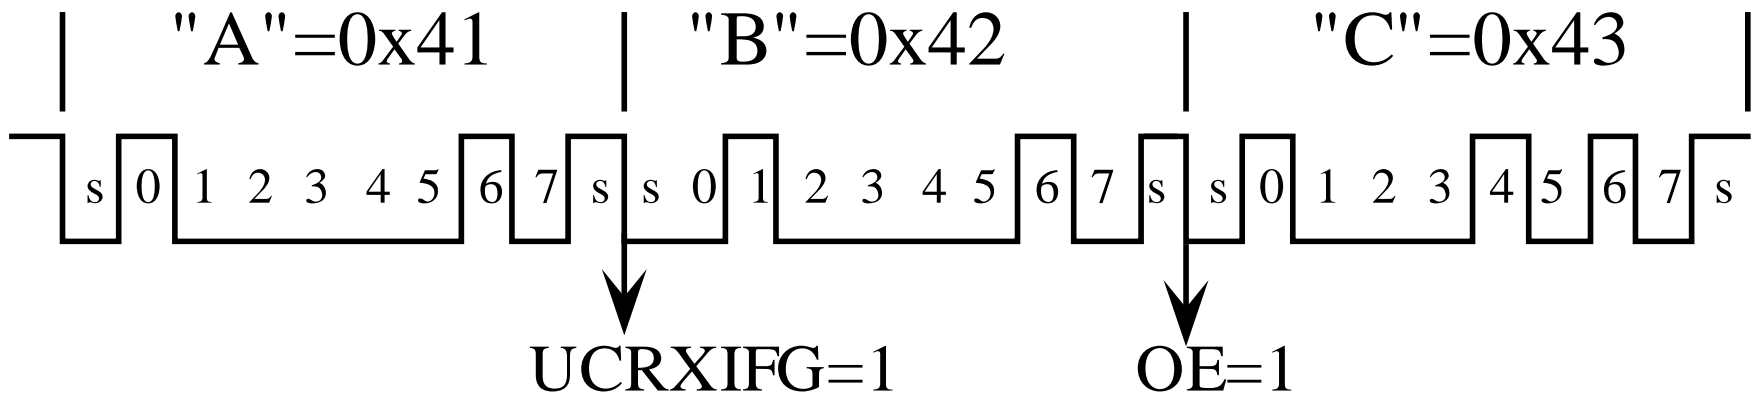 "A"=0x41 "B"=0x42 "C"=0x43
s 0 1 2 3 4 5 6 7 s s 0 1 2 3 4 5 6 7 s s 0 1 2 3 4 5 6 7 s
UCRXIFG=1 OE=1